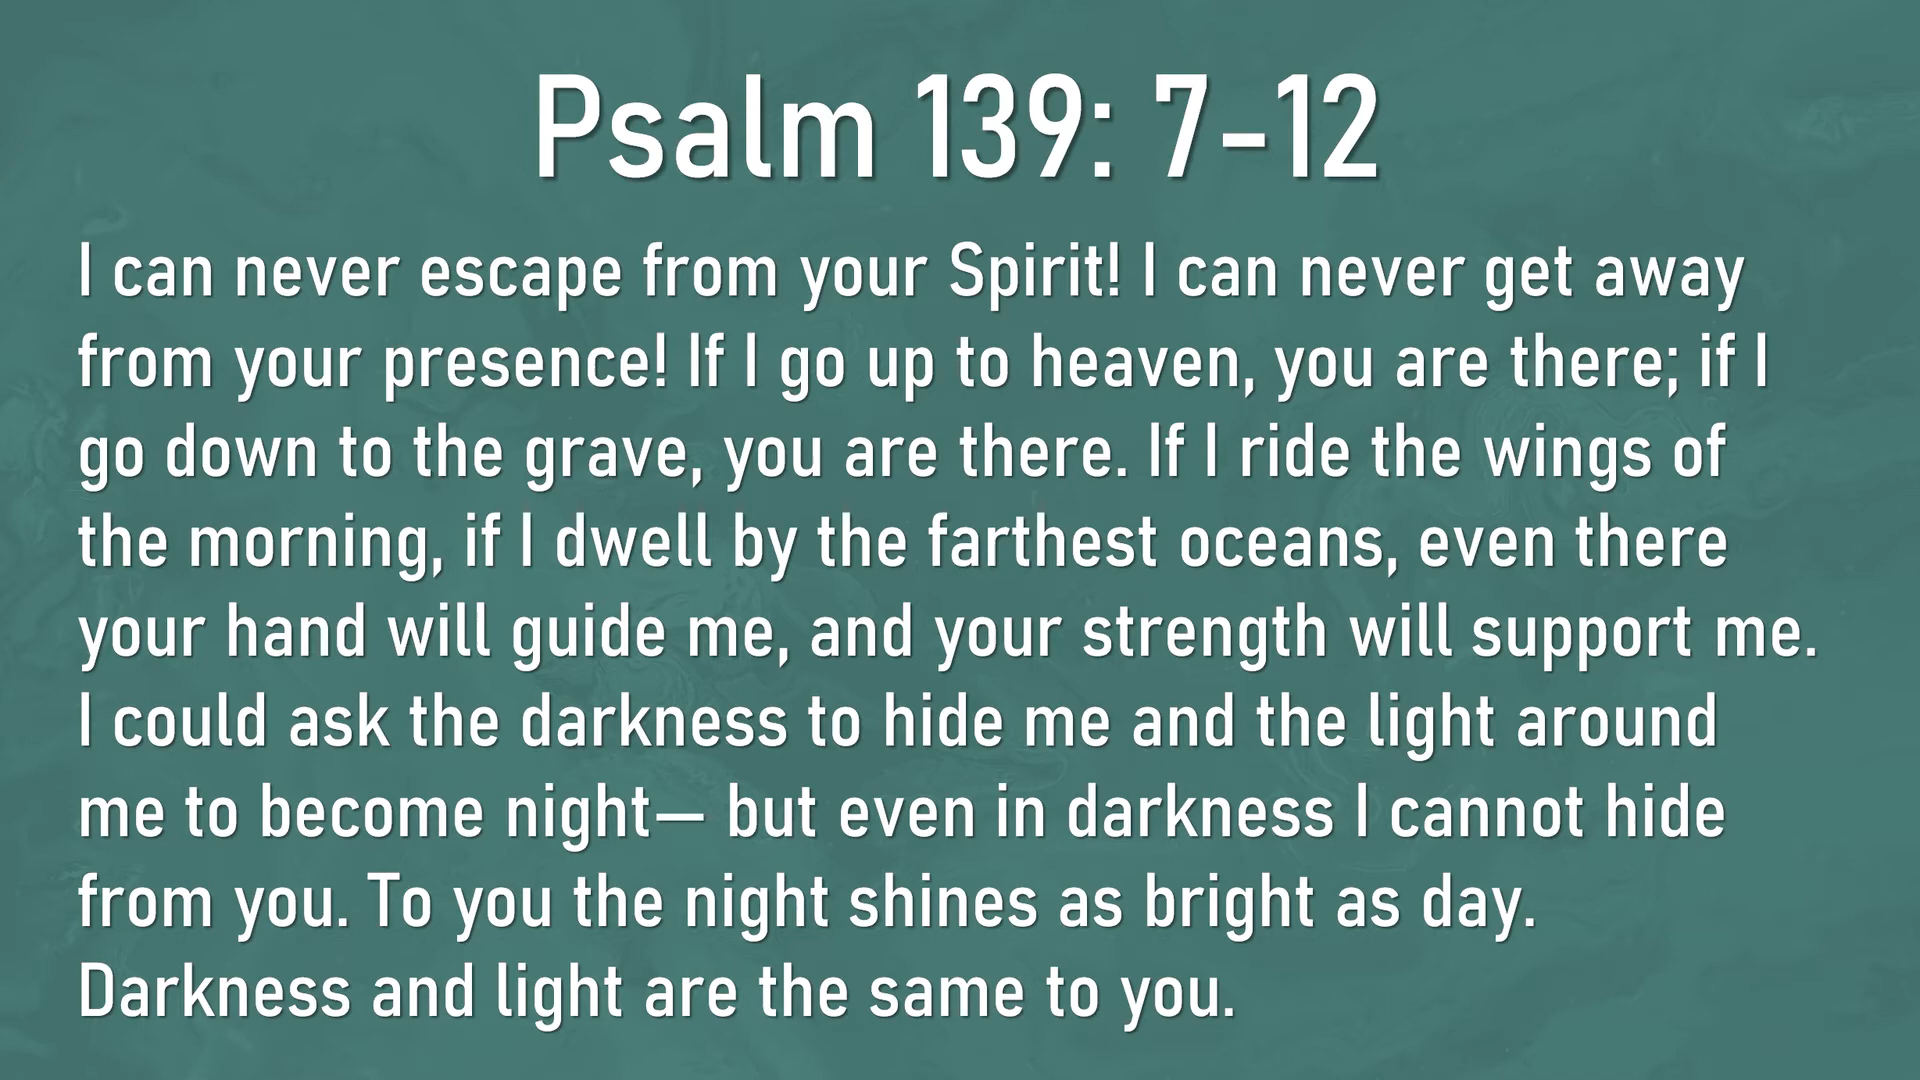 Psalm 139: 7-12
I can never escape from your Spirit! I can never get away
from your presence! If I go up to heaven, you are there; if I
go down to the grave, you are there. If I ride the wings of
the morning, if I dwell by the farthest oceans, even there
your hand will guide me, and your strength will support me.
I could ask the darkness to hide me and the light around
me to become night— but even in darkness I cannot hide
from you. To you the night shines as bright as day.
Darkness and light are the same to you.